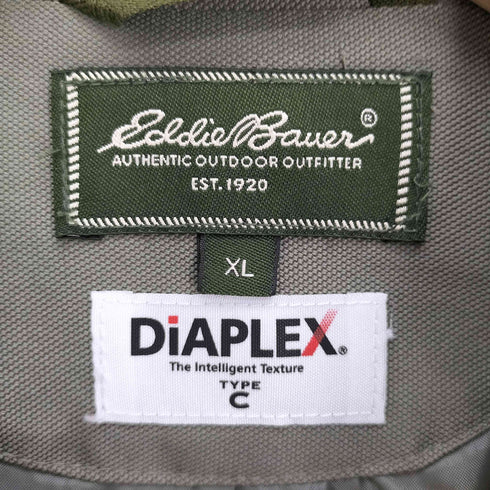 Eddie Bauer®
AUTHENTIC OUTDOOR OUTFITTER
EST. 1920
XL
DiAPLEX®
The Intelligent Texture
TYPE
C